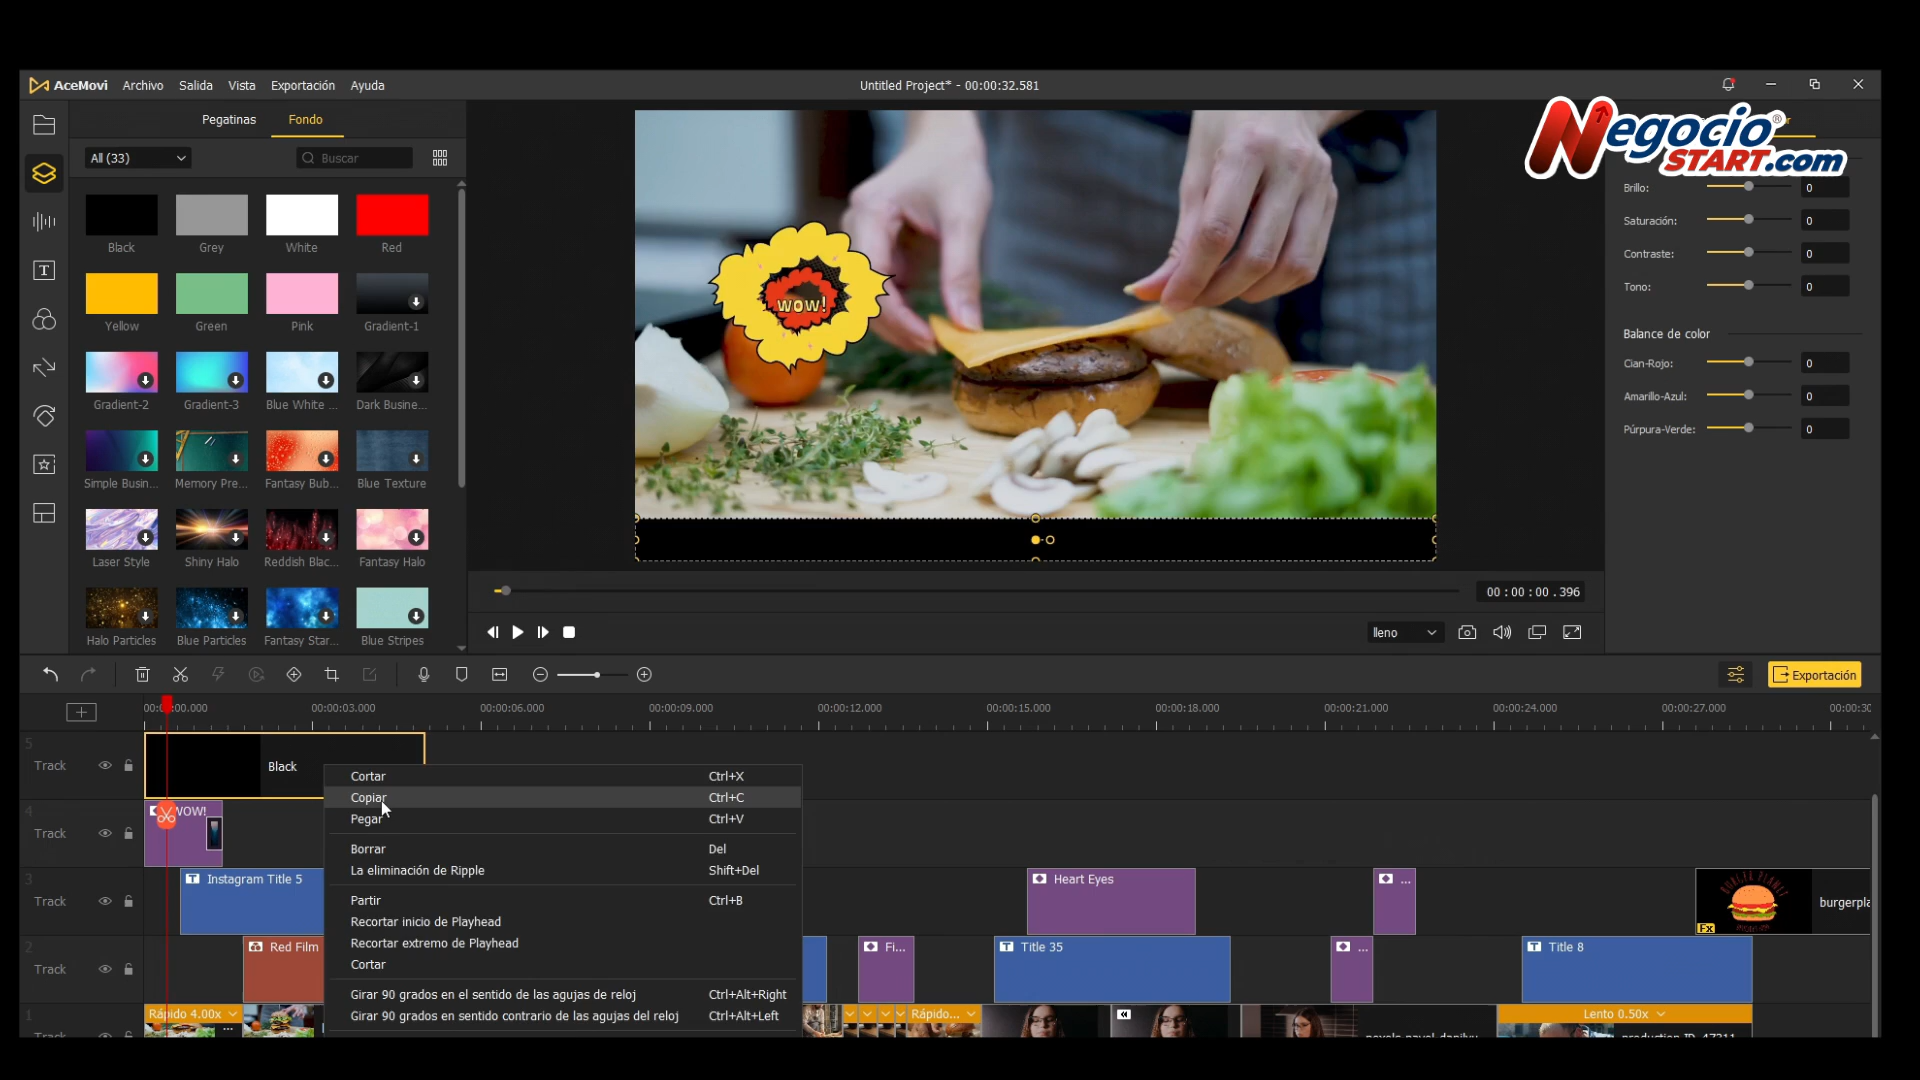 AceMovi Archivo Salida Vista Exportación Ayuda
Untitled Project* - 00:00:32.581
Negocio®
START.com
Pegatinas Fondo
All (33) Buscar
Black Grey White Red
Yellow Green Pink Gradient-1
Gradient-2 Gradient-3 Blue White ... Dark Busine...
Simple Busin... Memory Pre... Fantasy Bub... Blue Texture
Laser Style Shiny Halo Reddish Blac... Fantasy Halo
Halo Particles Blue Particles Fantasy Star... Blue Stripes
WOW!
Brillo: 0
Saturación: 0
Contraste: 0
Tono: 0
Balance de color
Cian-Rojo: 0
Amarillo-Azul: 0
Púrpura-Verde: 0
00:00:00.396
lleno
Exportación
00:00:03.000 00:00:06.000 00:00:09.000 00:00:12.000 00:00:15.000 00:00:18.000 00:00:21.000 00:00:24.000 00:00:27.000
5
Track Black
4
Track WOW!
3
Track Instagram Title 5 Heart Eyes ... burgerpla
BURGER PLANET
Fx
2
Track Red Film Fi... Title 35 ... Title 8
1
Track Rápido 4.00x Rápido... Lento 0.50x
Cortar Ctrl+X
Copiar Ctrl+C
Pegar Ctrl+V
Borrar Del
La eliminación de Ripple Shift+Del
Partir Ctrl+B
Recortar inicio de Playhead
Recortar extremo de Playhead
Cortar
Girar 90 grados en el sentido de las agujas de reloj Ctrl+Alt+Right
Girar 90 grados en sentido contrario de las agujas del reloj Ctrl+Alt+Left